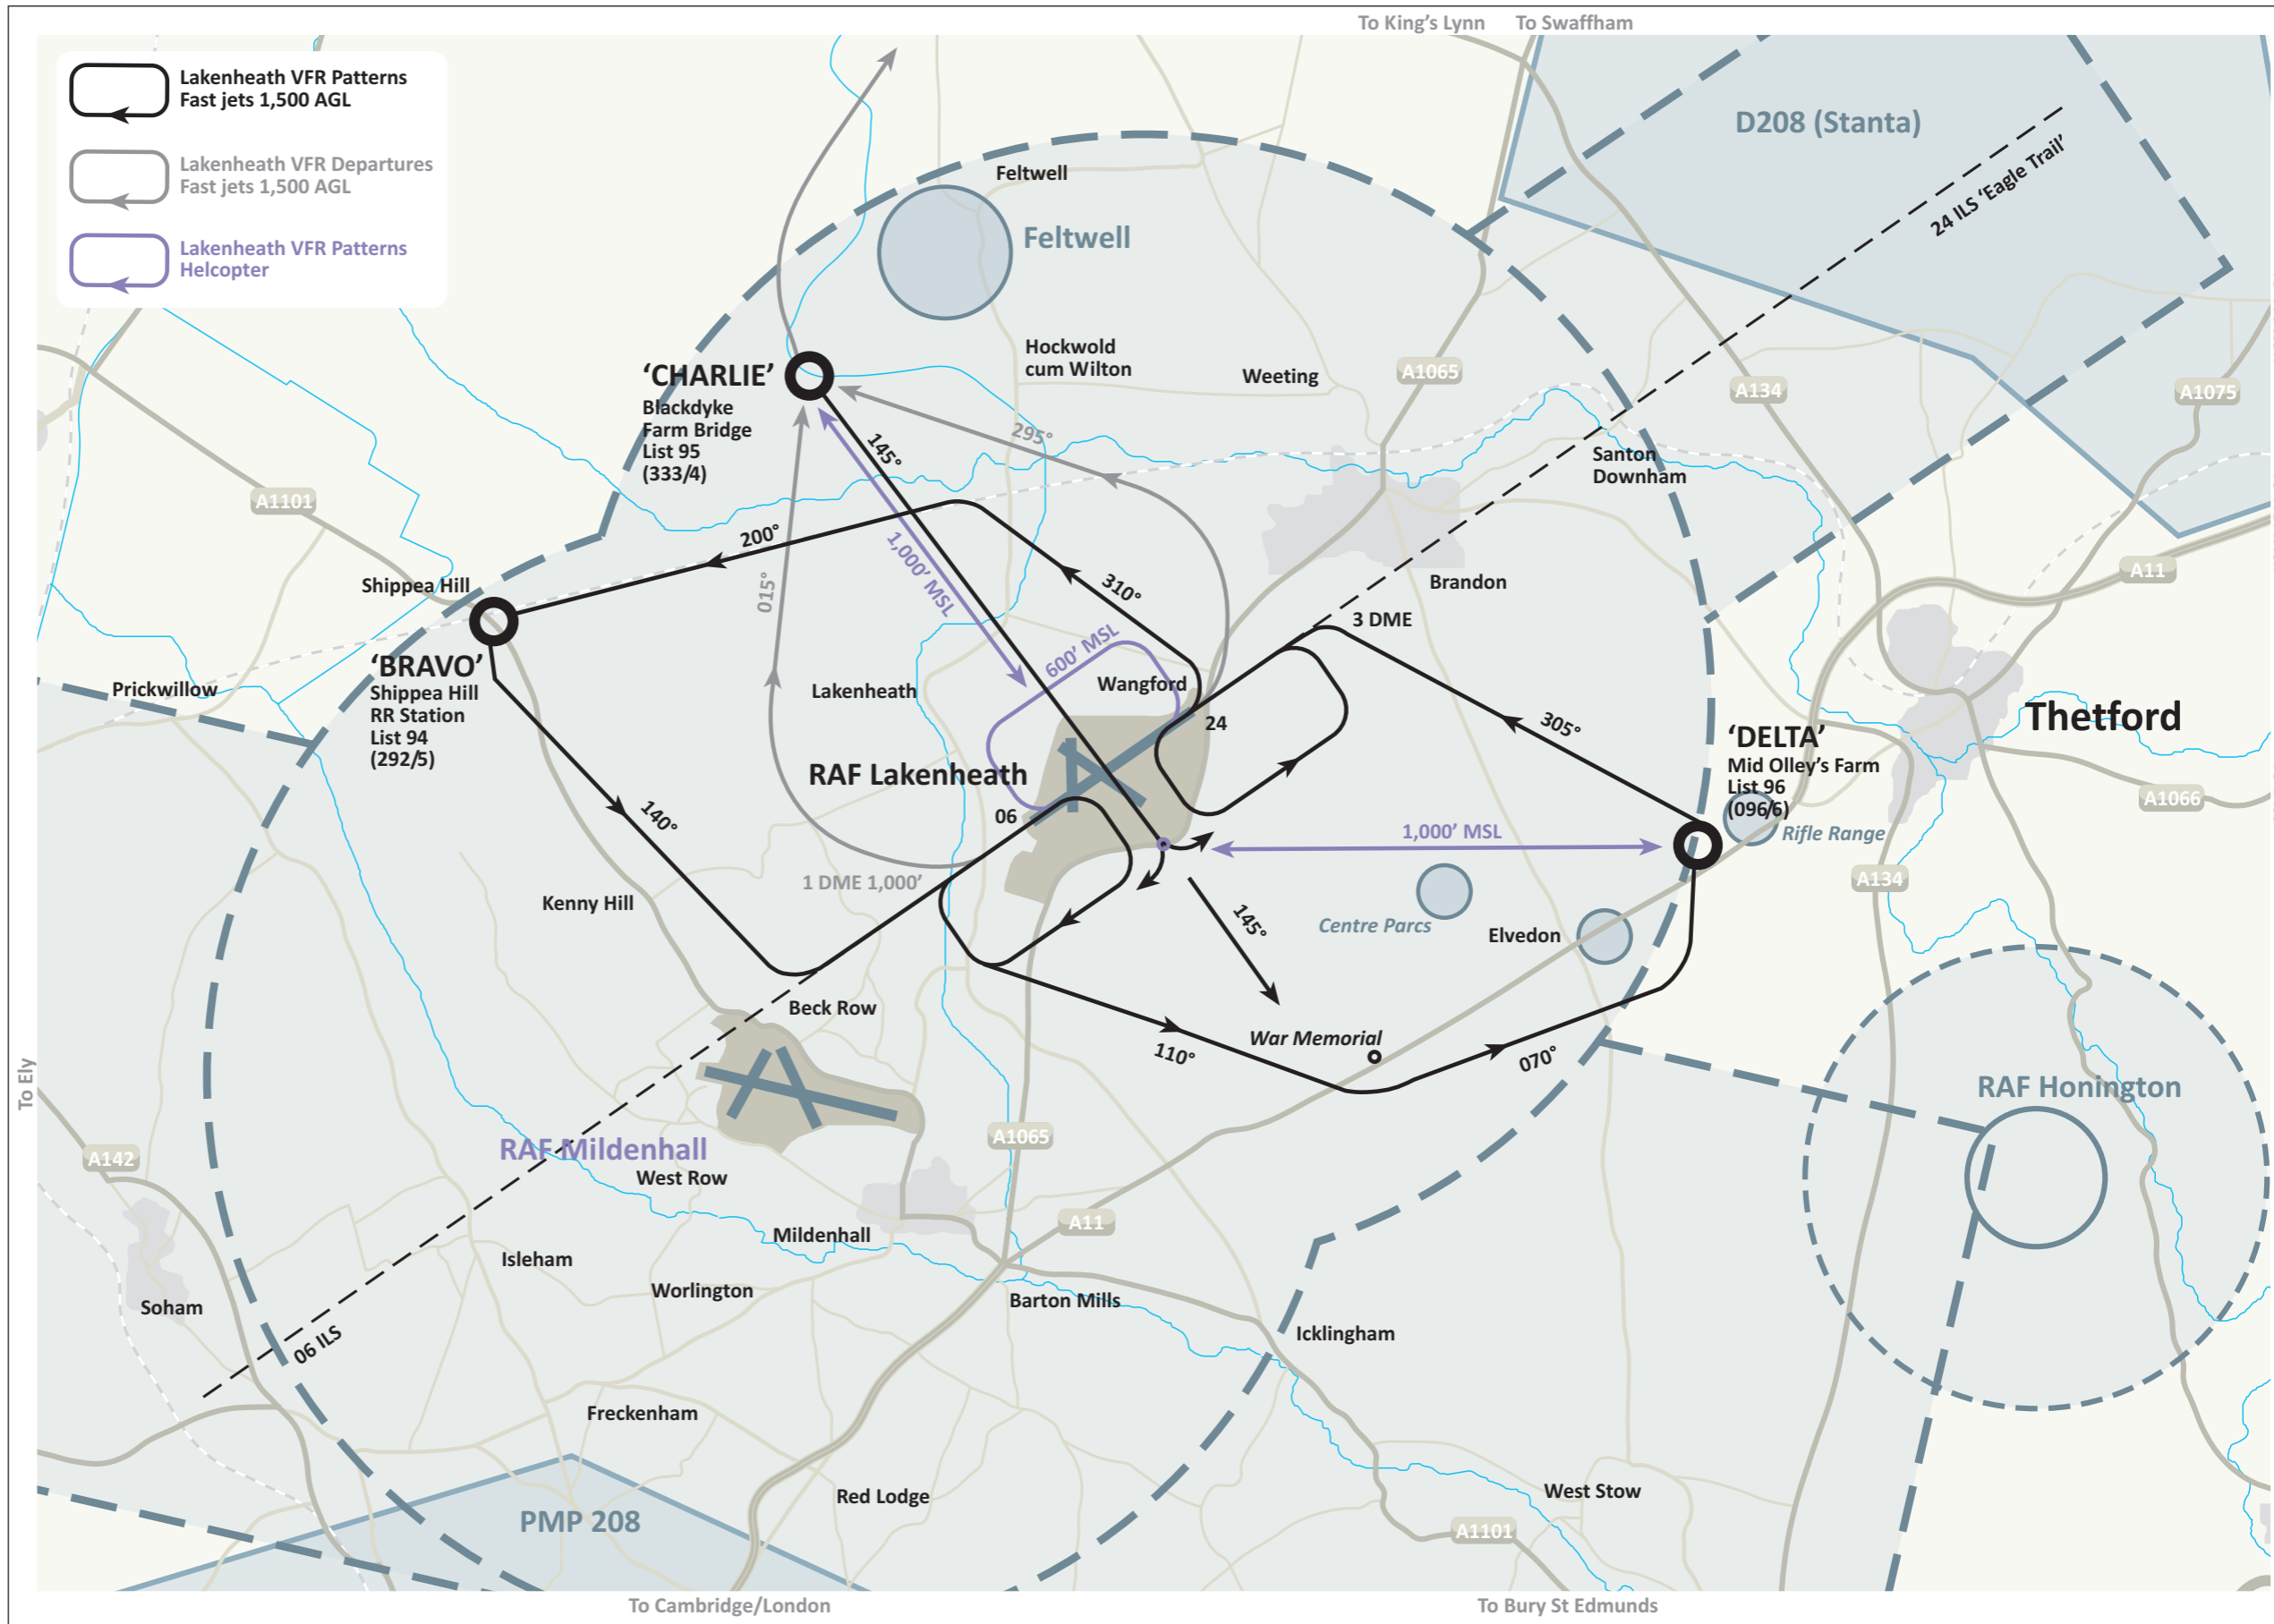 To King's Lynn
To Swaffham
Lakenheath VFR Patterns
Fast jets 1,500 AGL
Lakenheath VFR Departures
Fast jets 1,500 AGL
Lakenheath VFR Patterns
Helcopter
D208 (Stanta)
24 ILS 'Eagle Trail'
Feltwell
Feltwell
Hockwold
cum Wilton
Weeting
A1065
A134
A1075
'CHARLIE'
Blackdyke
Farm Bridge
List 95
(333/4)
145°
295°
Santon
Downham
A1101
200°
1,000' MSL
015°
310°
Shippea Hill
Brandon
A11
3 DME
600' MSL
'BRAVO'
Shippea Hill
RR Station
List 94
(292/5)
Prickwillow
Lakenheath
Wangford
24
305°
Thetford
'DELTA'
Mid Olley's Farm
List 96
(096/6)
RAF Lakenheath
06
140°
1,000' MSL
Rifle Range
A1066
A134
1 DME 1,000'
Kenny Hill
145°
Centre Parcs
Elvedon
Beck Row
War Memorial
110°
070°
To Ely
RAF Honington
A1065
A142
RAF Mildenhall
West Row
A11
Mildenhall
Isleham
Worlington
Barton Mills
Soham
06 ILS
Icklingham
Freckenham
Red Lodge
West Stow
PMP 208
A1101
To Cambridge/London
To Bury St Edmunds